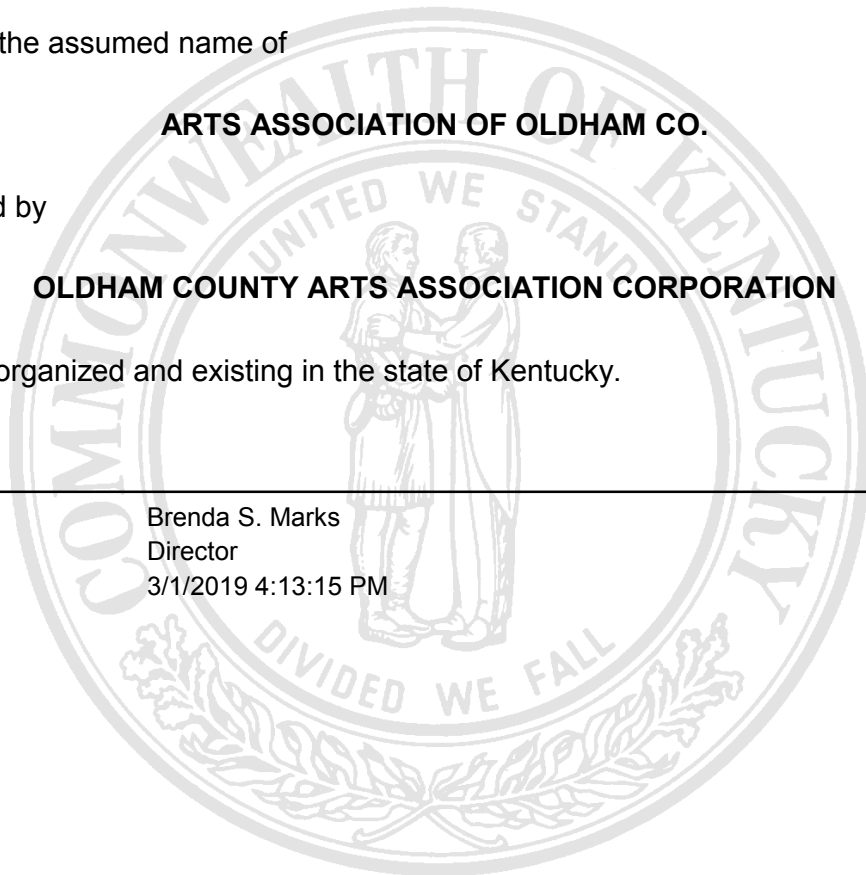 the assumed name of
ARTS ASSOCIATION OF OLDHAM CO.
d by
OLDHAM COUNTY ARTS ASSOCIATION CORPORATION
organized and existing in the state of Kentucky.
Brenda S. Marks
Director
3/1/2019 4:13:15 PM
COMMONWEALTH OF KENTUCKY
UNITED WE STAND
DIVIDED WE FALL